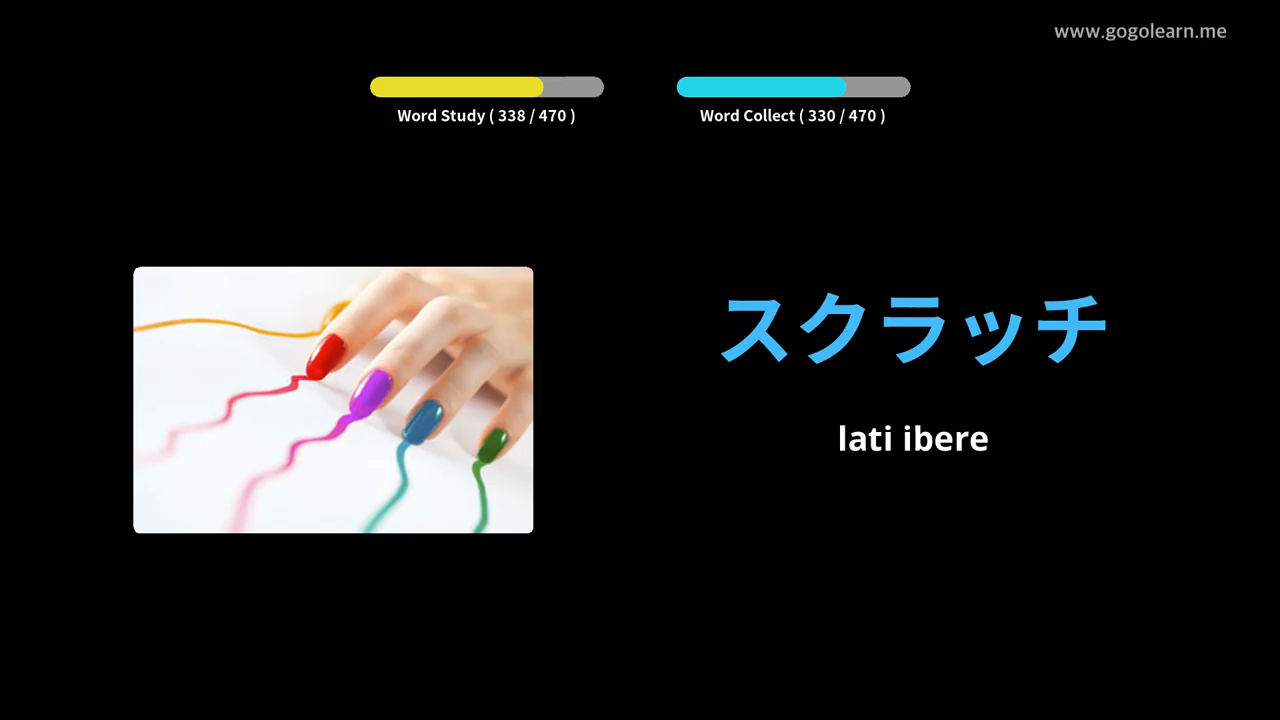 www.gogolearn.me
Word Study ( 338 / 470 )
Word Collect ( 330 / 470 )
スクラッチ
lati ibere